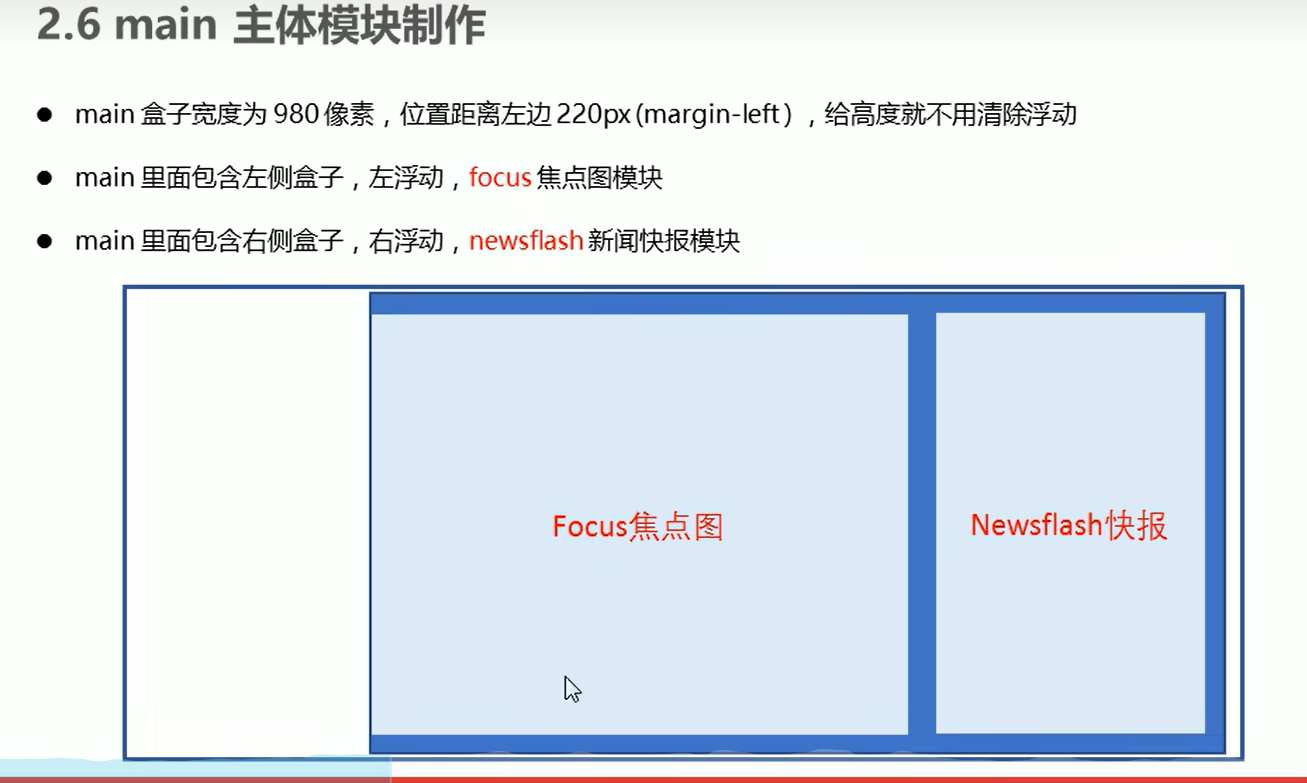 2.6 main 主体模块制作
main 盒子宽度为 980 像素，位置距离左边 220px (margin-left) ，给高度就不用清除浮动
main 里面包含左侧盒子，左浮动，focus 焦点图模块
main 里面包含右侧盒子，右浮动，newsflash 新闻快报模块
Focus焦点图
Newsflash快报